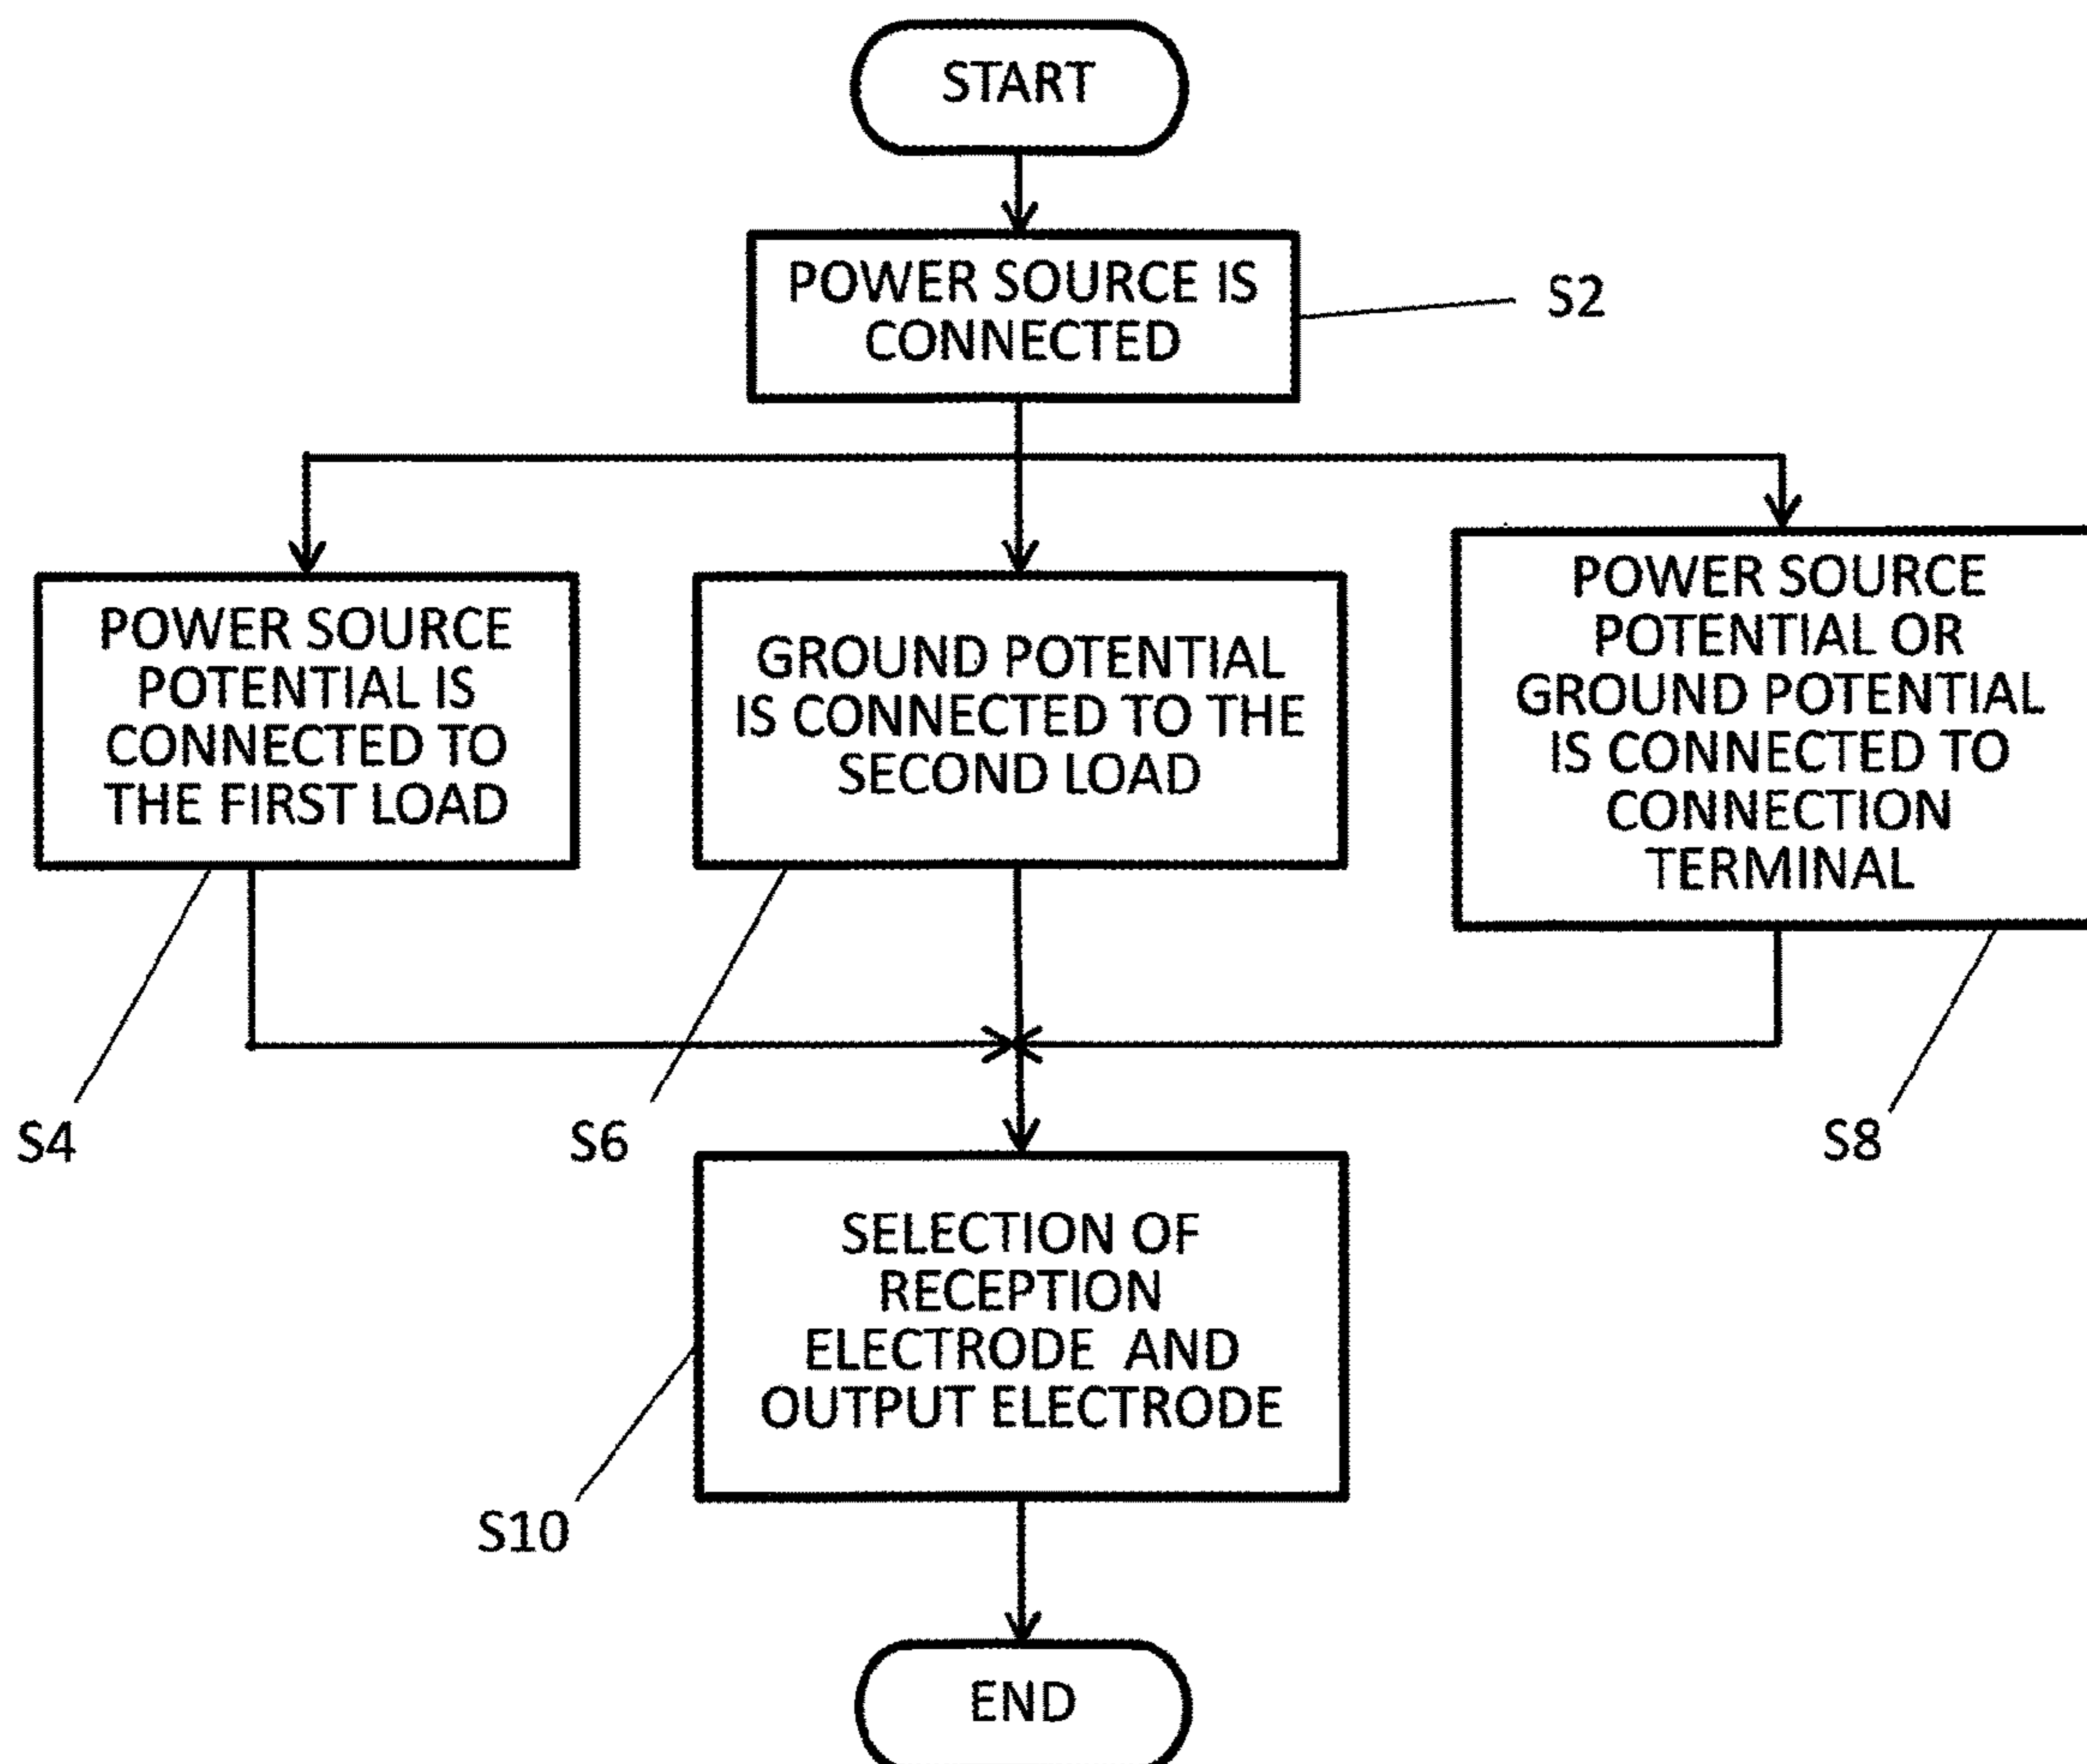 START
POWER SOURCE IS
CONNECTED
S2
POWER SOURCE
POTENTIAL IS
CONNECTED TO
THE FIRST LOAD
GROUND POTENTIAL
IS CONNECTED TO THE
SECOND LOAD
POWER SOURCE
POTENTIAL OR
GROUND POTENTIAL
IS CONNECTED TO
CONNECTION
TERMINAL
S4
S6
S8
SELECTION OF
RECEPTION
ELECTRODE AND
OUTPUT ELECTRODE
S10
END